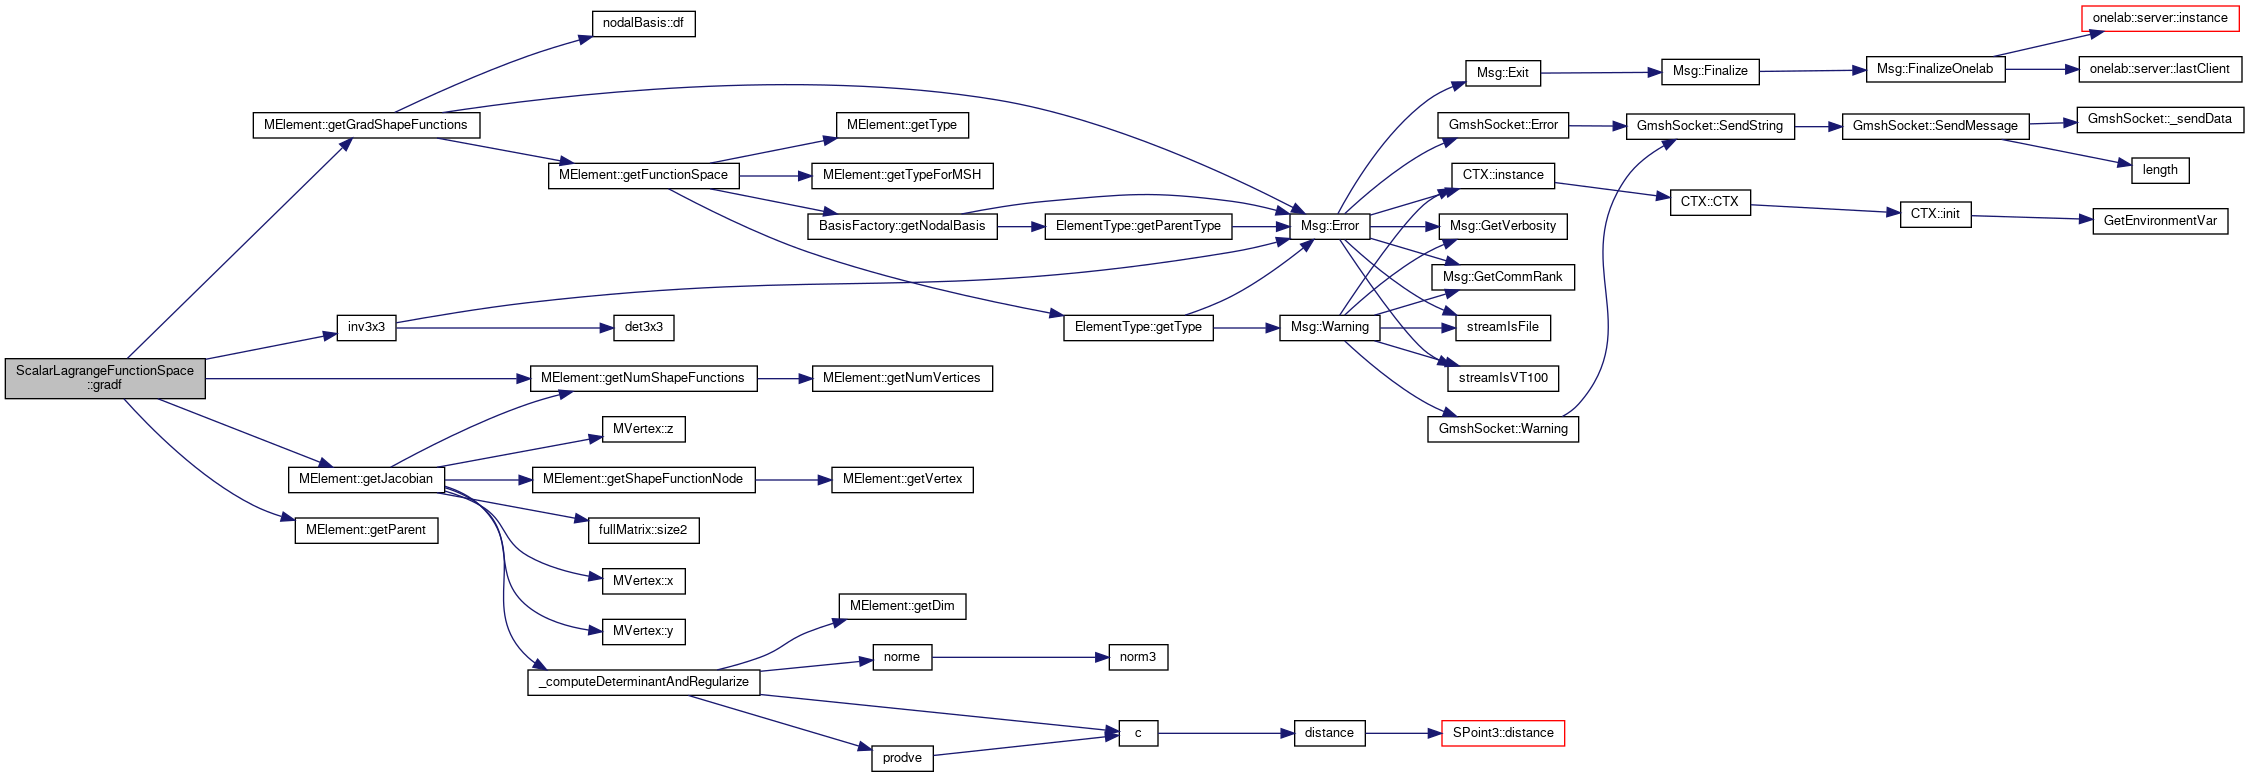 ScalarLagrangeFunctionSpace
::gradf
MElement::getGradShapeFunctions
nodalBasis::df
MElement::getFunctionSpace
MElement::getType
MElement::getTypeForMSH
BasisFactory::getNodalBasis
ElementType::getParentType
Msg::Error
Msg::Exit
Msg::Finalize
Msg::FinalizeOnelab
onelab::server::instance
onelab::server::lastClient
GmshSocket::Error
GmshSocket::SendString
GmshSocket::SendMessage
GmshSocket::_sendData
length
CTX::instance
CTX::CTX
CTX::init
GetEnvironmentVar
Msg::GetVerbosity
Msg::GetCommRank
streamIsFile
streamIsVT100
ElementType::getType
Msg::Warning
GmshSocket::Warning
inv3x3
det3x3
MElement::getNumShapeFunctions
MElement::getNumVertices
MElement::getJacobian
MVertex::z
MElement::getShapeFunctionNode
MElement::getVertex
fullMatrix::size2
MVertex::x
MVertex::y
_computeDeterminantAndRegularize
MElement::getDim
norme
norm3
c
distance
SPoint3::distance
prodve
MElement::getParent